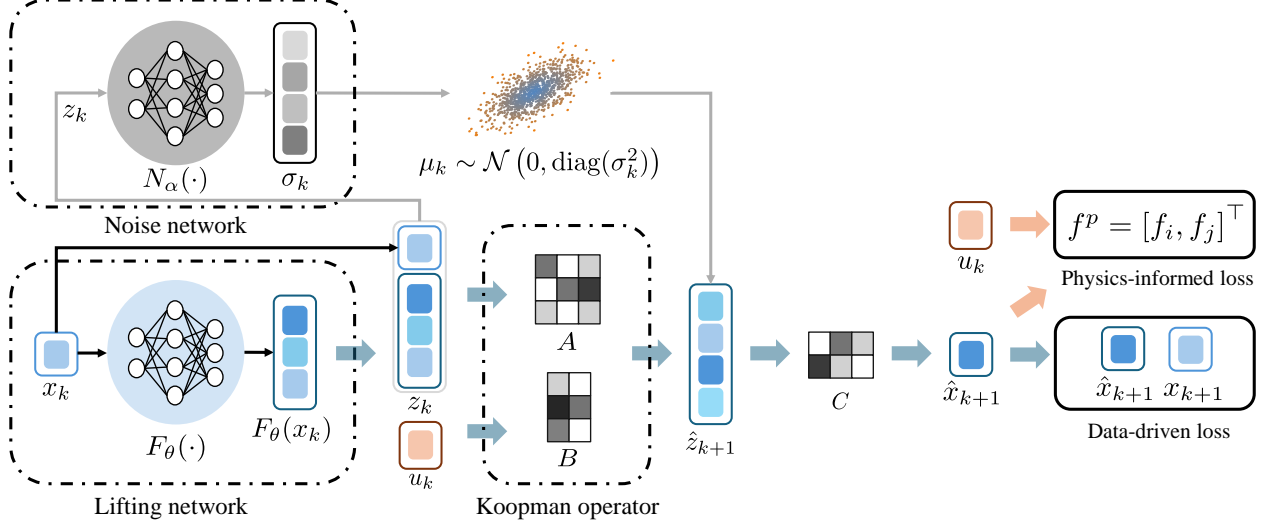 z_k
N_α(·)
σ_k
μ_k ∼ 𝒩 (0, diag(σ_k^2))
Noise network
x_k
F_θ(·)
F_θ(x_k)
Lifting network
z_k
u_k
A
B
Koopman operator
ẑ_{k+1}
C
x̂_{k+1}
u_k
f^p = [f_i, f_j]^⊤
Physics-informed loss
x̂_{k+1} x_{k+1}
Data-driven loss